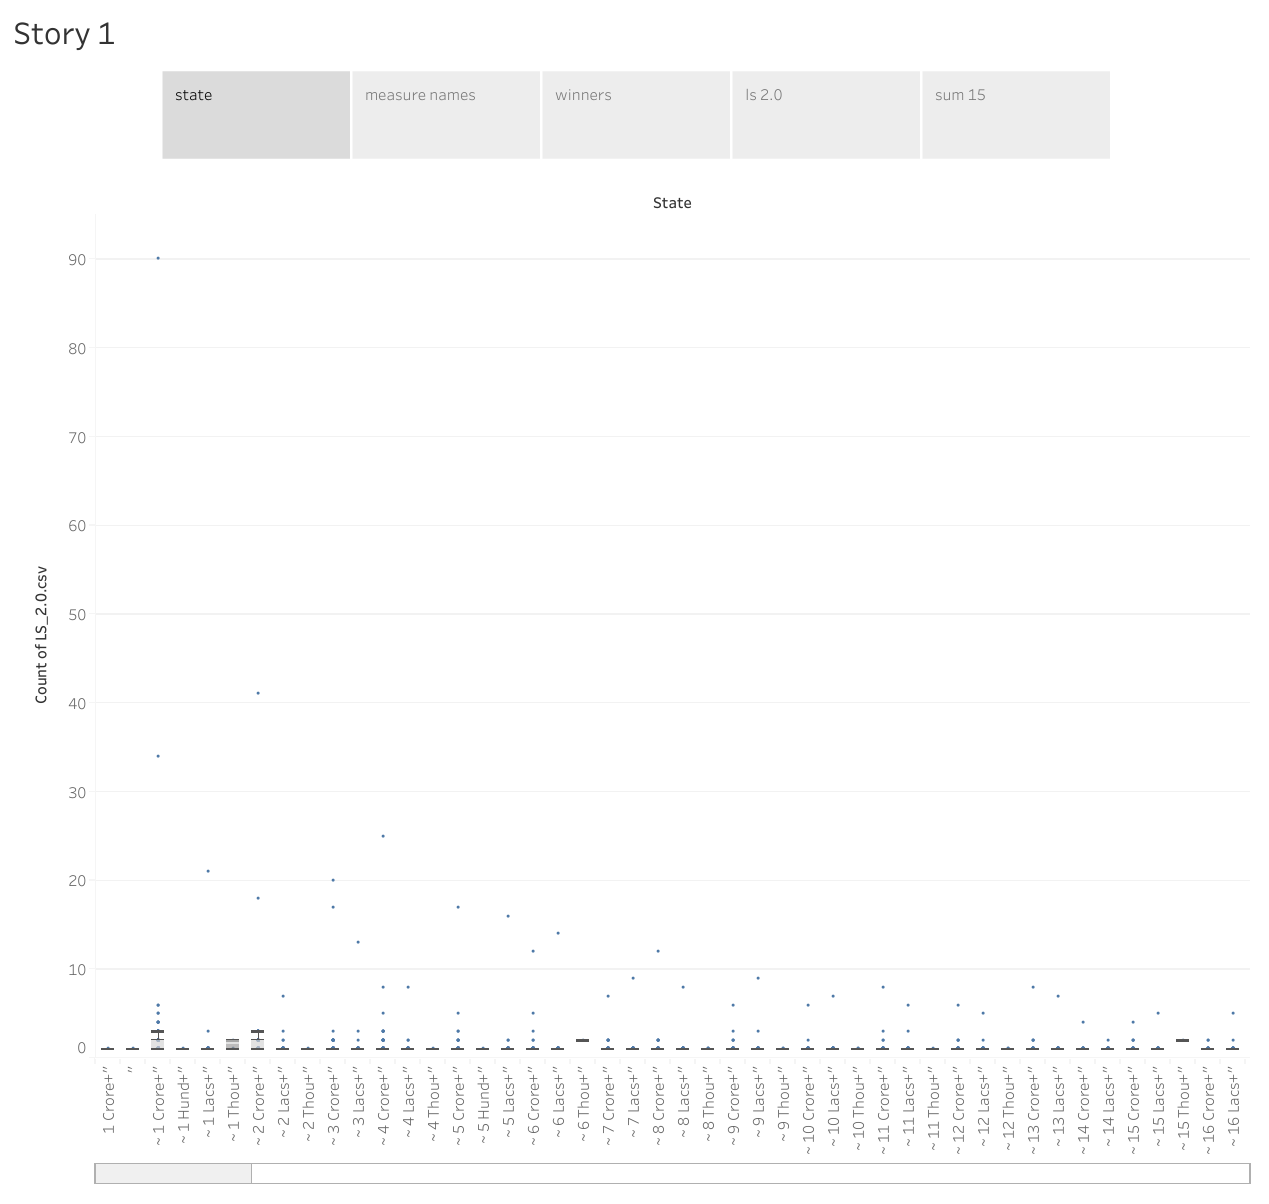 Story 1
state
measure names
winners
ls 2.0
sum 15
State
90
80
70
60
50
40
30
20
10
0
Count of LS_2.0.csv
1 Crore+"
"
~ 1 Crore+"
~ 1 Hund+"
~ 1 Lacs+"
~ 1 Thou+"
~ 2 Crore+"
~ 2 Lacs+"
~ 2 Thou+"
~ 3 Crore+"
~ 3 Lacs+"
~ 4 Crore+"
~ 4 Lacs+"
~ 4 Thou+"
~ 5 Crore+"
~ 5 Hund+"
~ 5 Lacs+"
~ 6 Crore+"
~ 6 Lacs+"
~ 6 Thou+"
~ 7 Crore+"
~ 7 Lacs+"
~ 8 Crore+"
~ 8 Lacs+"
~ 8 Thou+"
~ 9 Crore+"
~ 9 Lacs+"
~ 9 Thou+"
~ 10 Crore+"
~ 10 Lacs+"
~ 10 Thou+"
~ 11 Crore+"
~ 11 Lacs+"
~ 11 Thou+"
~ 12 Crore+"
~ 12 Lacs+"
~ 12 Thou+"
~ 13 Crore+"
~ 13 Lacs+"
~ 14 Crore+"
~ 14 Lacs+"
~ 15 Crore+"
~ 15 Lacs+"
~ 15 Thou+"
~ 16 Crore+"
~ 16 Lacs+"